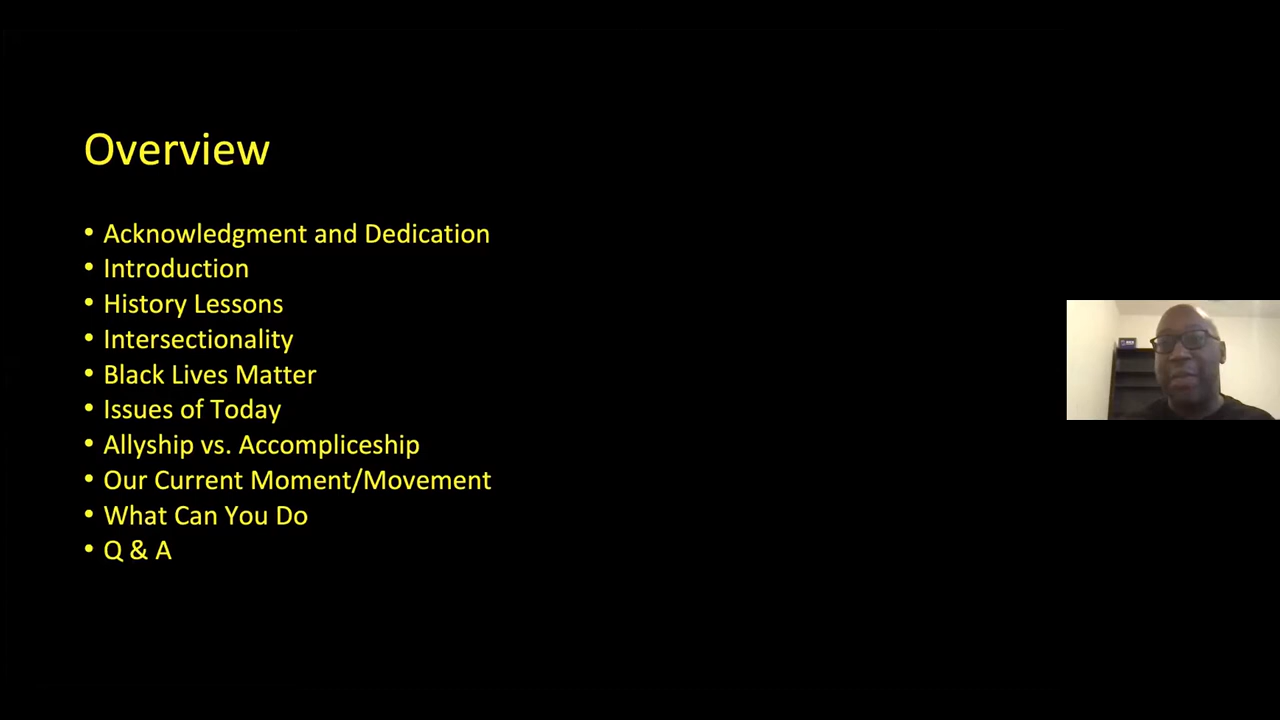 Overview
• Acknowledgment and Dedication
• Introduction
• History Lessons
• Intersectionality
• Black Lives Matter
• Issues of Today
• Allyship vs. Accompliceship
• Our Current Moment/Movement
• What Can You Do
• Q & A